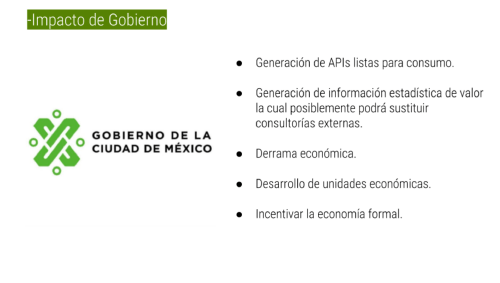 -Impacto de Gobierno
● Generación de APIs listas para consumo.
● Generación de información estadística de valor
la cual posiblemente podrá sustituir
consultorías externas.
GOBIERNO DE LA
CIUDAD DE MÉXICO
● Derrama económica.
● Desarrollo de unidades económicas.
● Incentivar la economía formal.